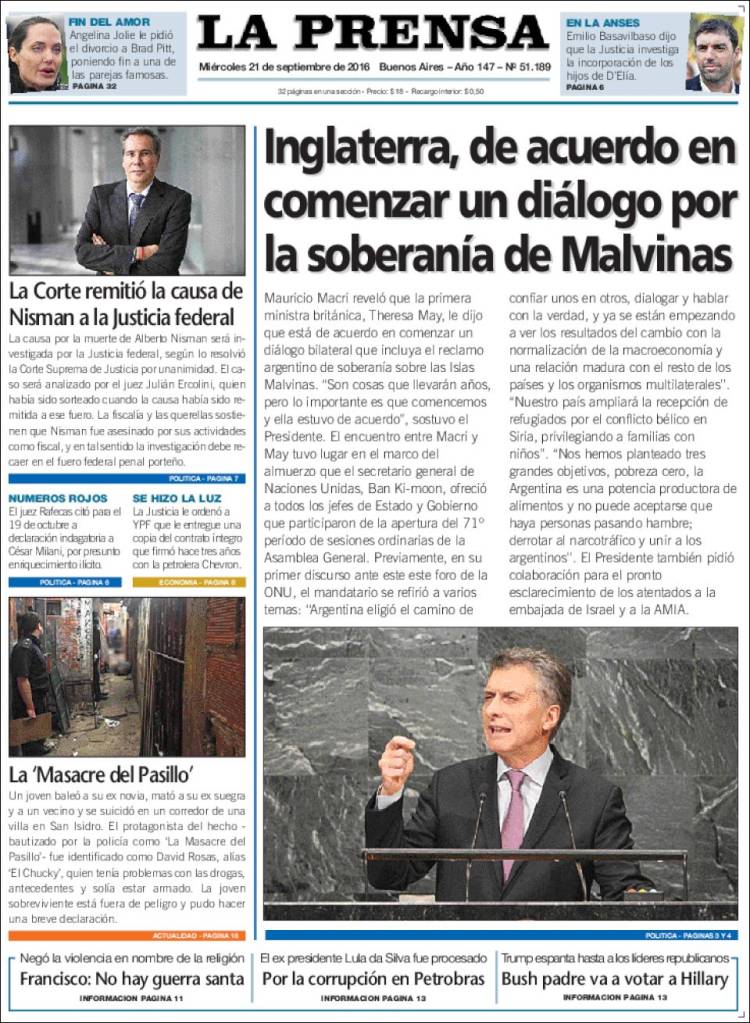 FIN DEL AMOR
Angelina Jolie le pidió
el divorcio a Brad Pitt,
poniendo fin a una de
las parejas famosas.
PAGINA 32
LA PRENSA
Miércoles 21 de septiembre de 2016 Buenos Aires – Año 147 – Nº 51.189
32 páginas en una sección - Precio: $ 18 - Recargo interior: $ 0,50
EN LA ANSES
Emilio Basavilbaso dijo
que la Justicia investiga
la incorporación de los
hijos de D'Elía.
PAGINA 6
La Corte remitió la causa de
Nisman a la Justicia federal
La causa por la muerte de Alberto Nisman será in-
vestigada por la Justicia federal, según lo resolvió
la Corte Suprema de Justicia por unanimidad. El ca-
so será analizado por el juez Julián Ercolini, quien
había sido sorteado cuando la causa había sido re-
mitida a ese fuero. La fiscalía y las querellas sostie-
nen que Nisman fue asesinado por sus actividades
como fiscal, y en tal sentido la investigación debe re-
caer en el fuero federal penal porteño.
POLITICA - PAGINA 7
NUMEROS ROJOS
El juez Rafecas citó para el
19 de octubre a
declaración indagatoria a
César Milani, por presunto
enriquecimiento ilícito.
POLITICA - PAGINA 6
SE HIZO LA LUZ
La Justicia le ordenó a
YPF que le entregue una
copia del contrato integro
que firmó hace tres años
con la petrolera Chevron.
ECONOMIA - PAGINA 8
La 'Masacre del Pasillo'
Un joven baleó a su ex novia, mató a su ex suegra
y a un vecino y se suicidó en un corredor de una
villa en San Isidro. El protagonista del hecho -
bautizado por la policía como 'La Masacre del
Pasillo'- fue identificado como David Rosas, alias
'El Chucky', quien tenía problemas con las drogas,
antecedentes y solía estar armado. La joven
sobreviviente está fuera de peligro y pudo hacer
una breve declaración.
ACTUALIDAD - PAGINA 16
Inglaterra, de acuerdo en
comenzar un diálogo por
la soberanía de Malvinas
Mauricio Macri reveló que la primera
ministra británica, Theresa May, le dijo
que está de acuerdo en comenzar un
diálogo bilateral que incluya el reclamo
argentino de soberanía sobre las Islas
Malvinas. "Son cosas que llevarán años,
pero lo importante es que comencemos
y ella estuvo de acuerdo", sostuvo el
Presidente. El encuentro entre Macri y
May tuvo lugar en el marco del
almuerzo que el secretario general de
Naciones Unidas, Ban Ki-moon, ofreció
a todos los jefes de Estado y Gobierno
que participaron de la apertura del 71º
período de sesiones ordinarias de la
Asamblea General. Previamente, en su
primer discurso ante este este foro de la
ONU, el mandatario se refirió a varios
temas: "Argentina eligió el camino de
confiar unos en otros, dialogar y hablar
con la verdad, y ya se están empezando
a ver los resultados del cambio con la
normalización de la macroeconomía y
una relación madura con el resto de los
países y los organismos multilaterales".
"Nuestro país ampliará la recepción de
refugiados por el conflicto bélico en
Siria, privilegiando a familias con
niños". "Nos hemos planteado tres
grandes objetivos, pobreza cero, la
Argentina es una potencia productora de
alimentos y no puede aceptarse que
haya personas pasando hambre;
derrotar al narcotráfico y unir a los
argentinos". El Presidente también pidió
colaboración para el pronto
esclarecimiento de los atentados a la
embajada de Israel y a la AMIA.
POLITICA - PAGINAS 3 Y 4
Negó la violencia en nombre de la religión
Francisco: No hay guerra santa
INFORMACION PAGINA 11
El ex presidente Lula da Silva fue procesado
Por la corrupción en Petrobras
INFORMACION PAGINA 13
Trump espanta hasta a los líderes republicanos
Bush padre va a votar a Hillary
INFORMACION PAGINA 13